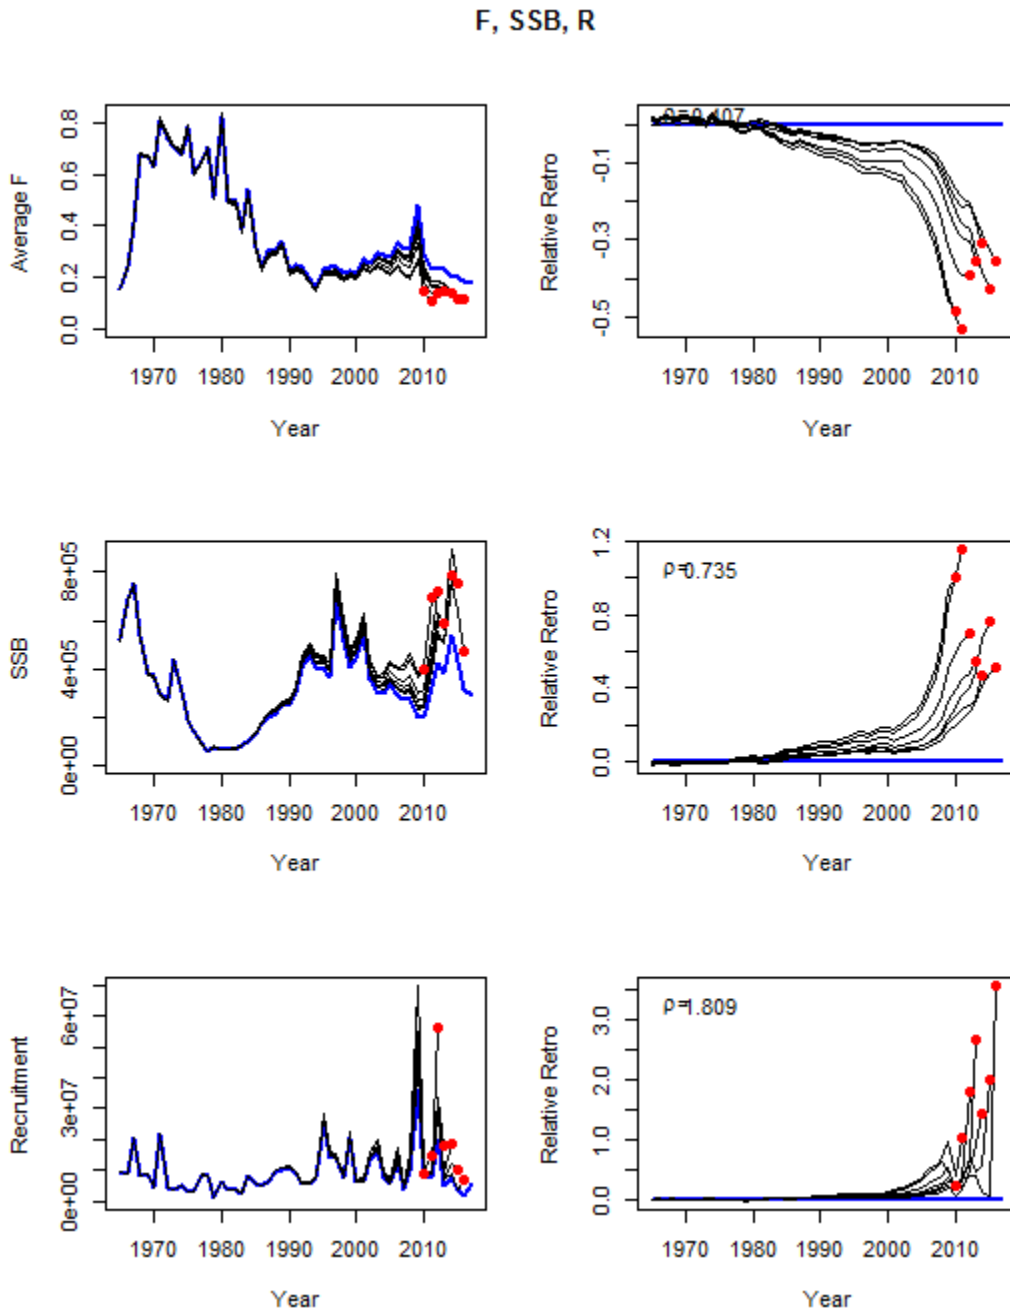 F, SSB, R
Average F
0.0 0.2 0.4 0.6 0.8
1970 1980 1990 2000 2010
Year
Relative Retro
-0.5 -0.3 -0.1
1970 1980 1990 2000 2010
Year
SSB
0e+00 4e+05 8e+05
1970 1980 1990 2000 2010
Year
ρ=0.735
Relative Retro
0.0 0.4 0.8 1.2
1970 1980 1990 2000 2010
Year
Recruitment
0e+00 3e+07 6e+07
1970 1980 1990 2000 2010
Year
ρ=1.809
Relative Retro
0.0 1.0 2.0 3.0
1970 1980 1990 2000 2010
Year